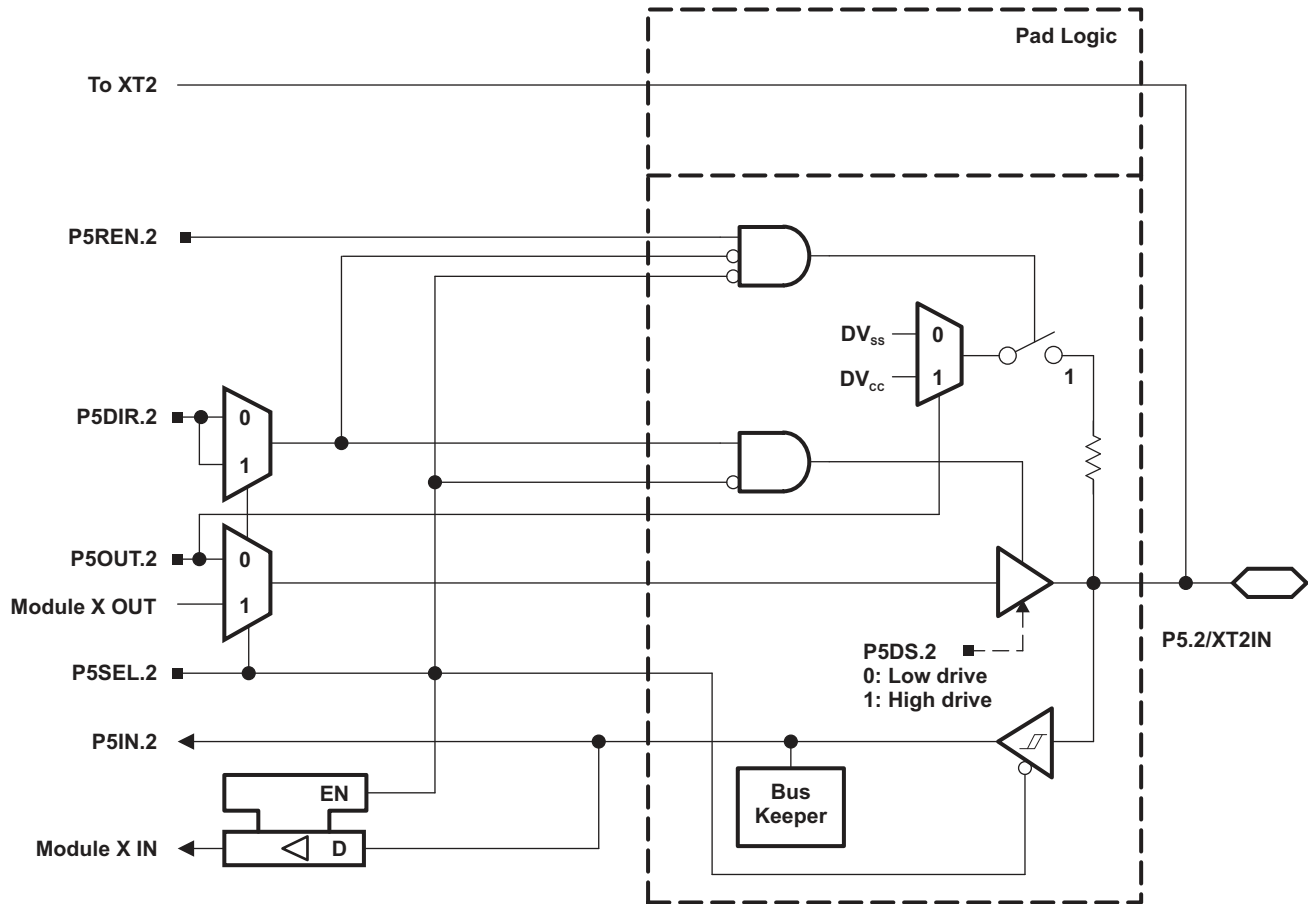 Pad Logic
To XT2
P5REN.2
DVSS
0
DVCC
1
1
P5DIR.2
0
1
P5OUT.2
0
Module X OUT
1
P5SEL.2
P5DS.2
0: Low drive
1: High drive
P5.2/XT2IN
P5IN.2
EN
Bus
Keeper
Module X IN
D